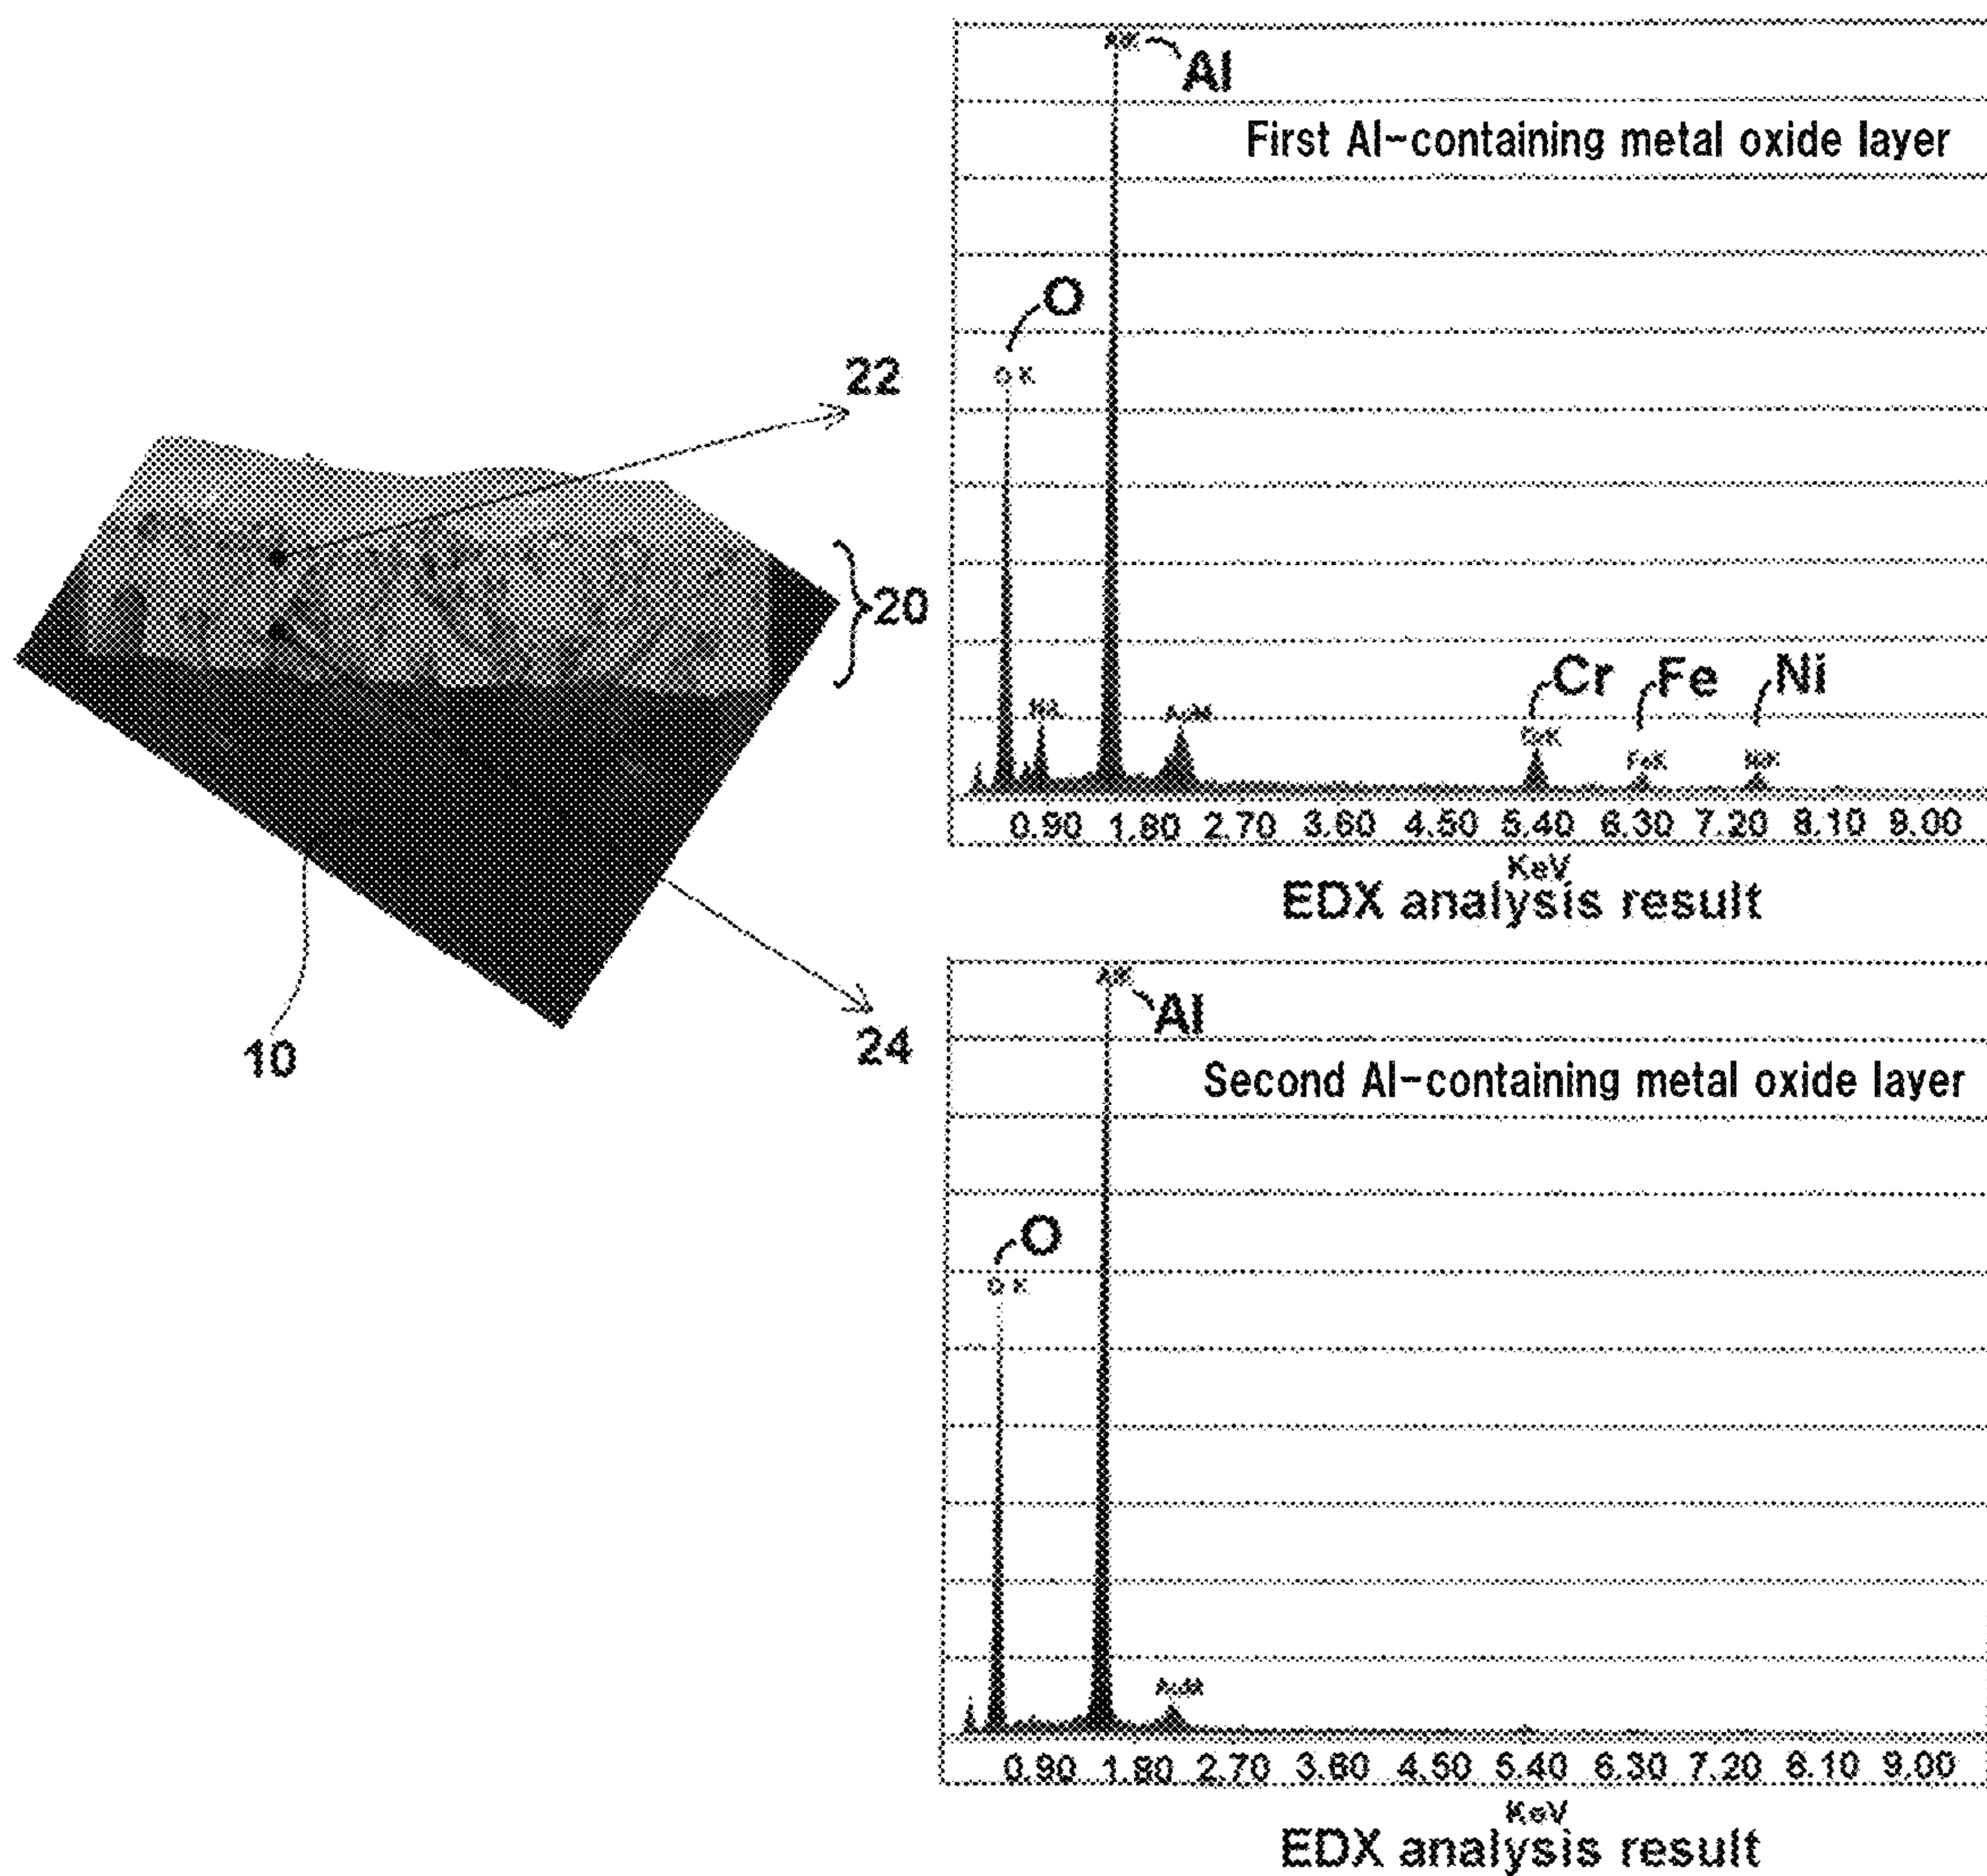 Al
First Al-containing metal oxide layer
O
O K
22
20
Cr Fe Ni
10
24
0.90 1.80 2.70 3.60 4.50 5.40 6.30 7.20 8.10 9.00
KeV
EDX analysis result
Al
Second Al-containing metal oxide layer
O
O K
0.90 1.80 2.70 3.60 4.50 5.40 6.30 7.20 8.10 9.00
KeV
EDX analysis result